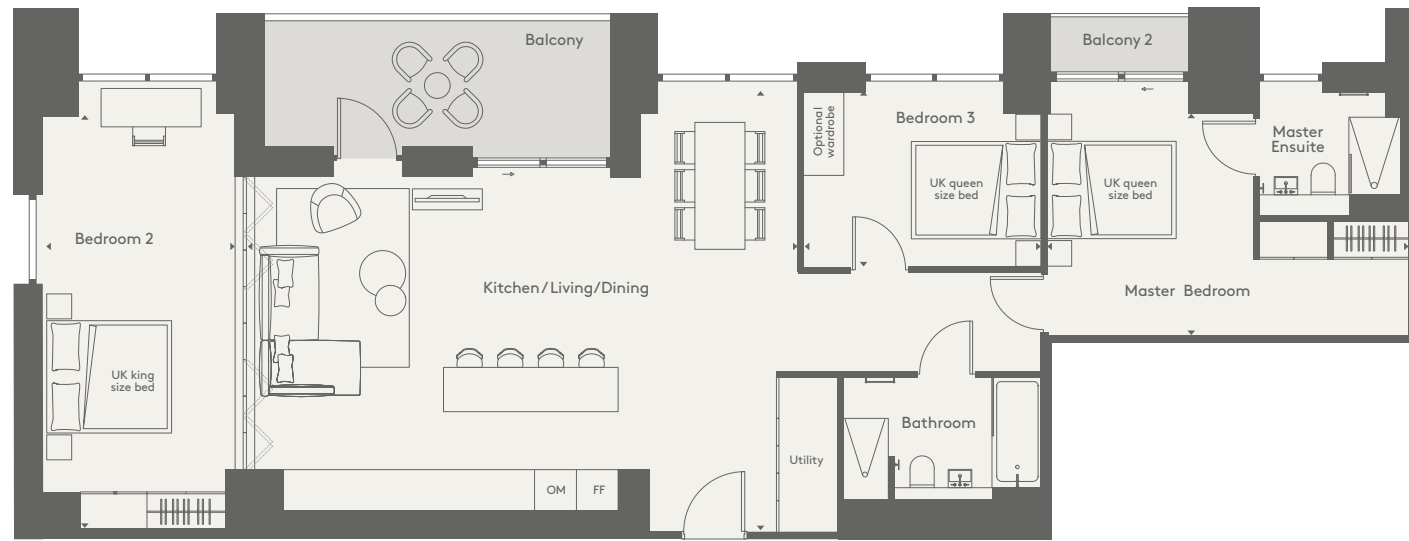 Balcony
Balcony 2
Optional
wardrobe
Bedroom 3
Master
Ensuite
UK queen
size bed
UK queen
size bed
Bedroom 2
Kitchen/Living/Dining
Master Bedroom
UK king
size bed
Bathroom
Utility
OM
FF